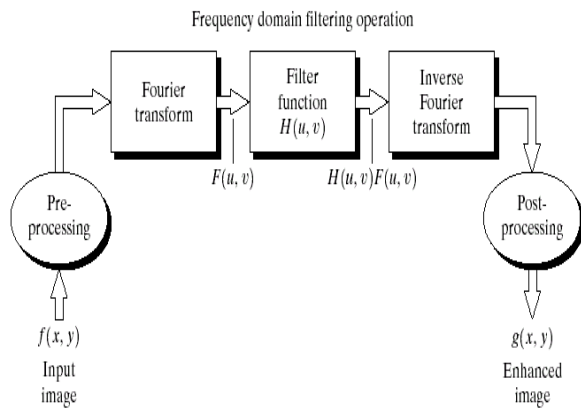 Frequency domain filtering operation
Fourier
transform
Filter
function
H(u, v)
Inverse
Fourier
transform
F(u, v)
H(u, v)F(u, v)
Pre-
processing
Post-
processing
f(x, y)
Input
image
g(x, y)
Enhanced
image